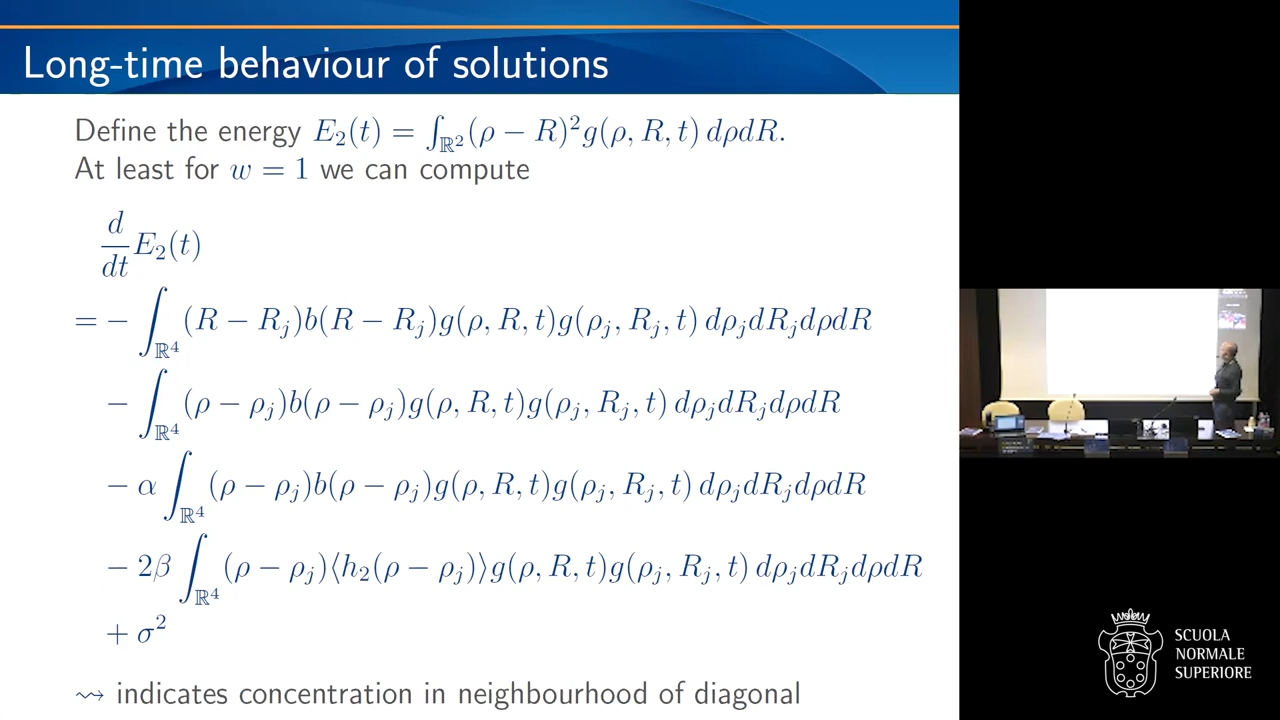 Long-time behaviour of solutions
Define the energy E₂(t) = ∫_{ℝ²}(ρ − R)²g(ρ, R, t) dρdR.
At least for w = 1 we can compute
d/dt E₂(t)
= − ∫_{ℝ⁴} (R − R_j)b(R − R_j)g(ρ, R, t)g(ρ_j, R_j, t) dρ_jdR_jdρdR
− ∫_{ℝ⁴} (ρ − ρ_j)b(ρ − ρ_j)g(ρ, R, t)g(ρ_j, R_j, t) dρ_jdR_jdρdR
− α ∫_{ℝ⁴} (ρ − ρ_j)b(ρ − ρ_j)g(ρ, R, t)g(ρ_j, R_j, t) dρ_jdR_jdρdR
− 2β ∫_{ℝ⁴} (ρ − ρ_j)⟨h₂(ρ − ρ_j)⟩g(ρ, R, t)g(ρ_j, R_j, t) dρ_jdR_jdρdR
+ σ²
⇝ indicates concentration in neighbourhood of diagonal
SCUOLA
NORMALE
SUPERIORE